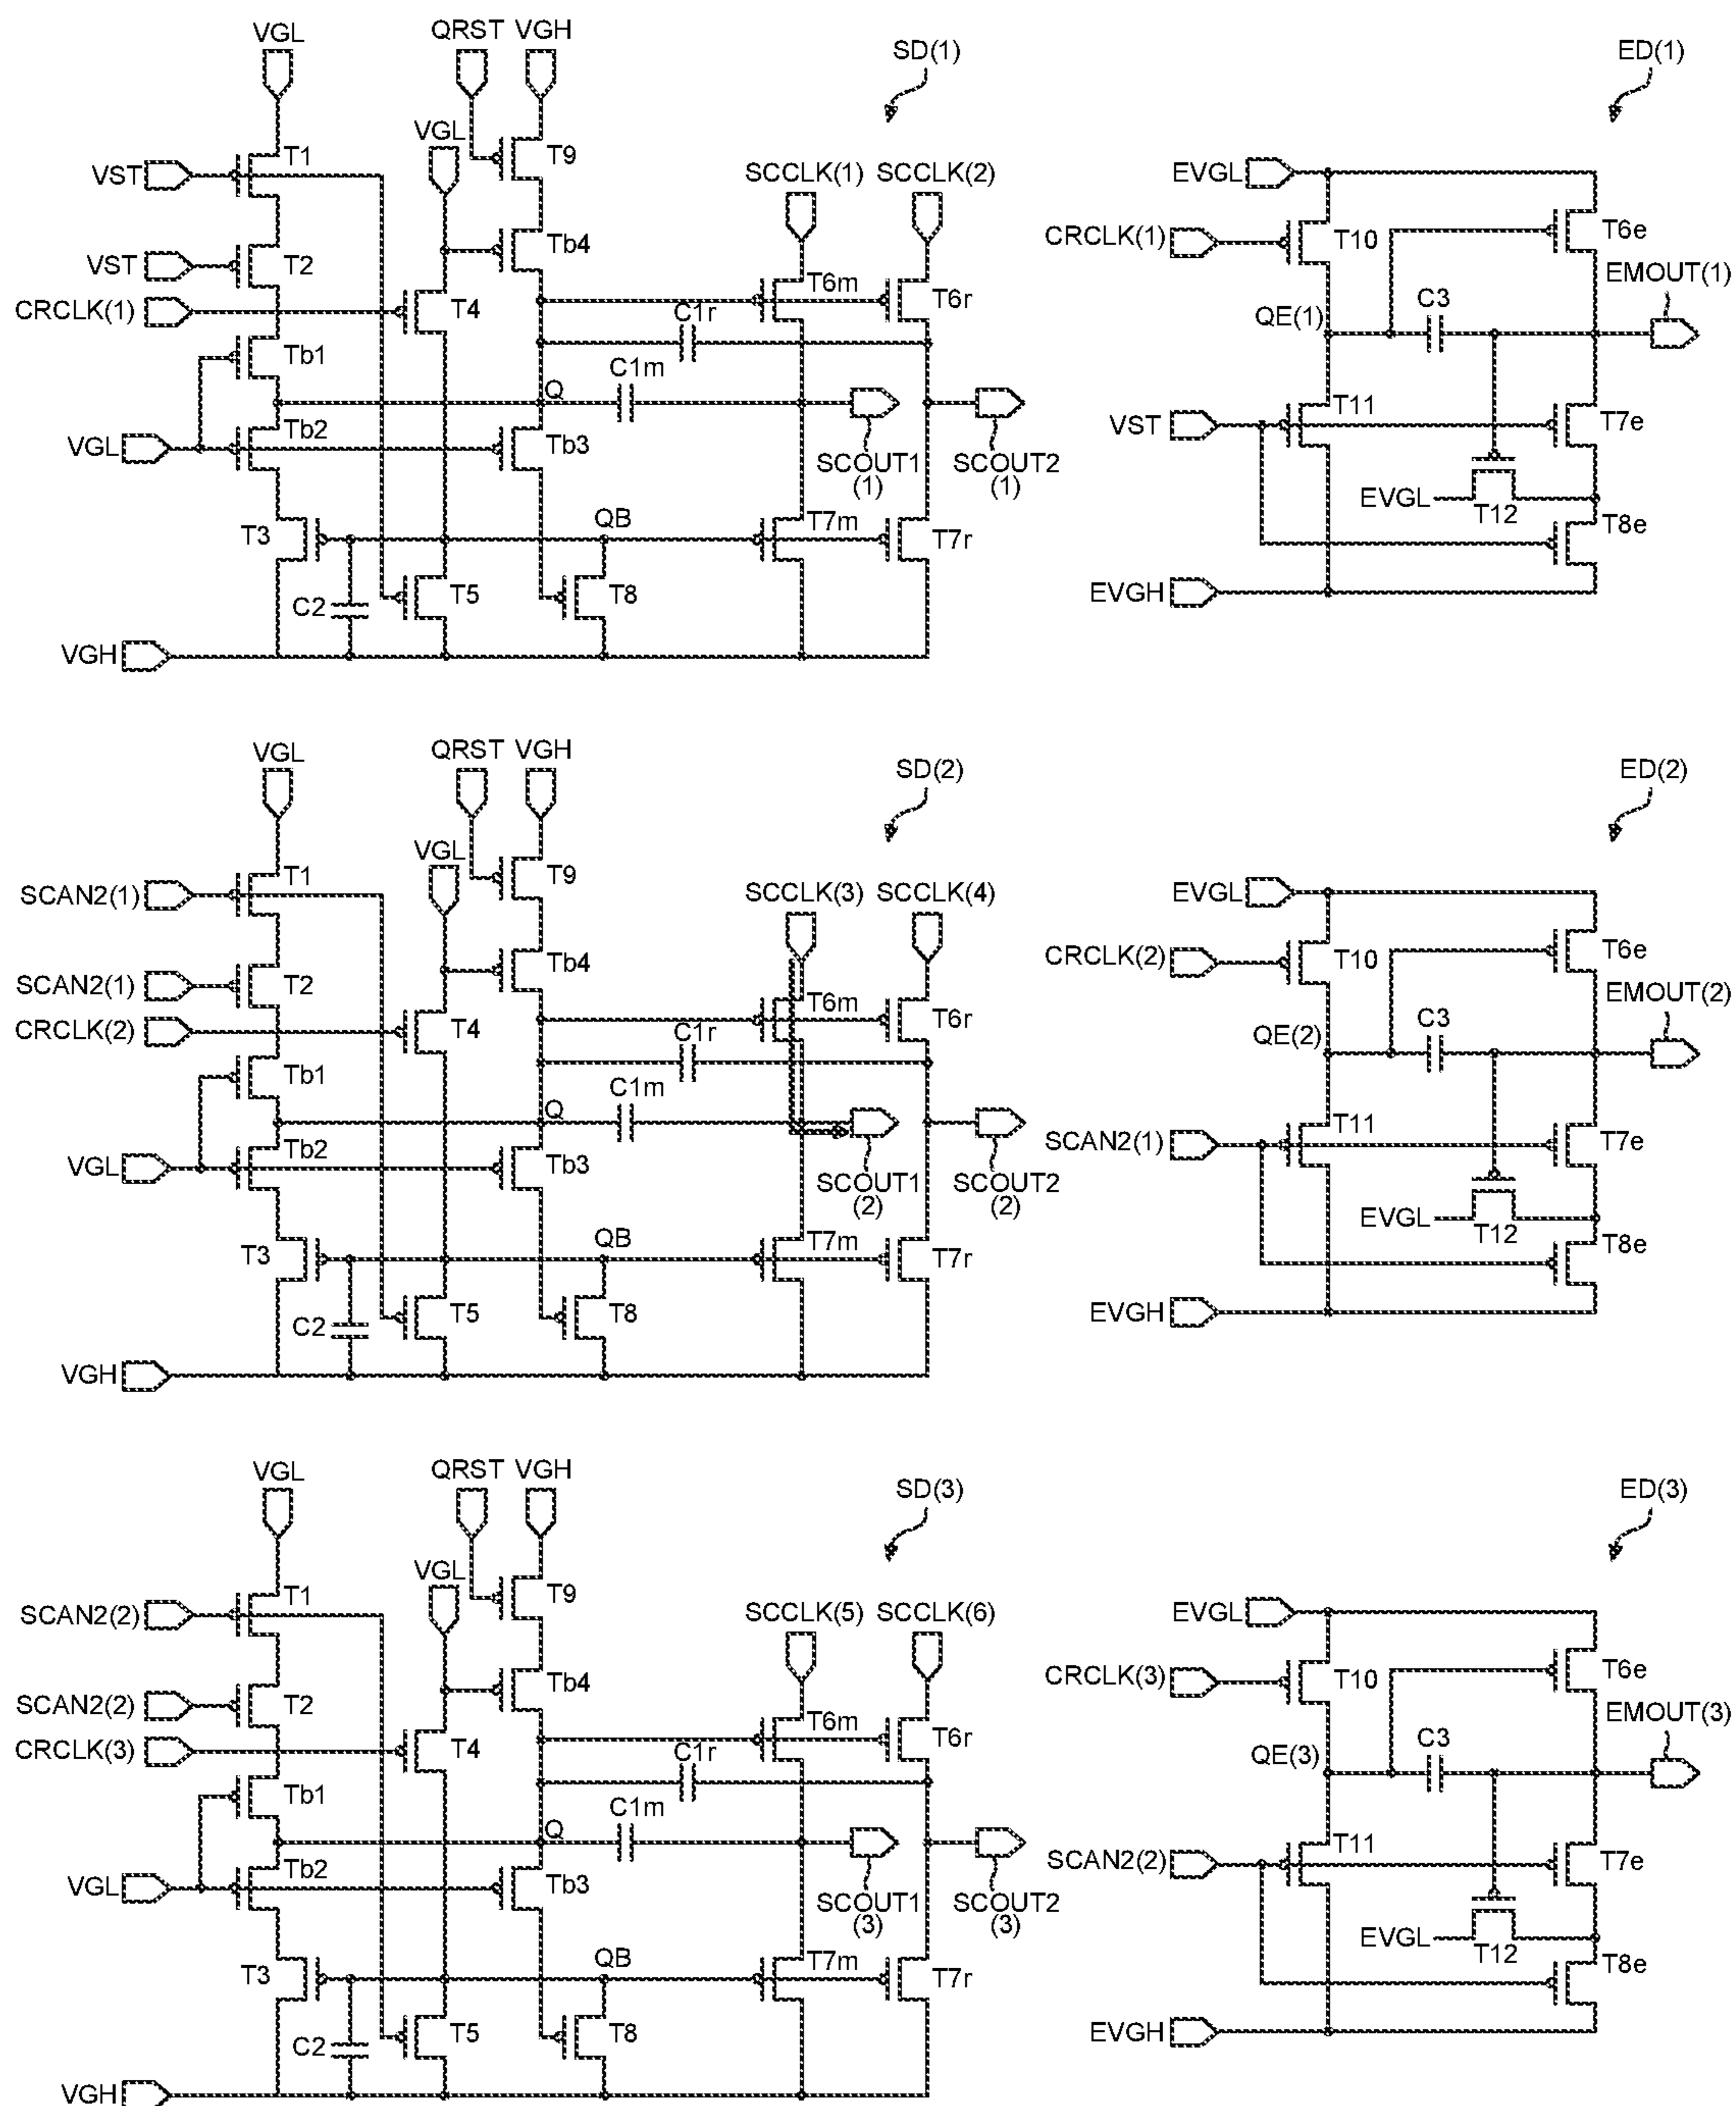 VGL
QRST
VGH
SD(1)
ED(1)
VST
T1
VGL
T9
SCCLK(1)
SCCLK(2)
EVGL
T6e
VST
T2
Tb4
CRCLK(1)
T10
EMOUT(1)
CRCLK(1)
T4
T6m
T6r
C1r
QE(1)
C3
Tb1
C1m
Q
VGL
Tb2
Tb3
SCOUT1
(1)
SCOUT2
(1)
VST
T11
T7e
EVGL
T12
T3
QB
T7m
T7r
T8e
C2
T5
T8
EVGH
VGH
VGL
QRST
VGH
SD(2)
ED(2)
SCAN2(1)
T1
VGL
T9
SCCLK(3)
SCCLK(4)
EVGL
T6e
SCAN2(1)
T2
Tb4
CRCLK(2)
T10
EMOUT(2)
CRCLK(2)
T4
T6m
T6r
C1r
QE(2)
C3
Tb1
C1m
Q
VGL
Tb2
Tb3
SCOUT1
(2)
SCOUT2
(2)
SCAN2(1)
T11
T7e
EVGL
T12
T3
QB
T7m
T7r
T8e
C2
T5
T8
EVGH
VGH
VGL
QRST
VGH
SD(3)
ED(3)
SCAN2(2)
T1
VGL
T9
SCCLK(5)
SCCLK(6)
EVGL
T6e
SCAN2(2)
T2
Tb4
CRCLK(3)
T10
EMOUT(3)
CRCLK(3)
T4
T6m
T6r
C1r
QE(3)
C3
Tb1
C1m
Q
VGL
Tb2
Tb3
SCOUT1
(3)
SCOUT2
(3)
SCAN2(2)
T11
T7e
EVGL
T12
T3
QB
T7m
T7r
T8e
C2
T5
T8
EVGH
VGH